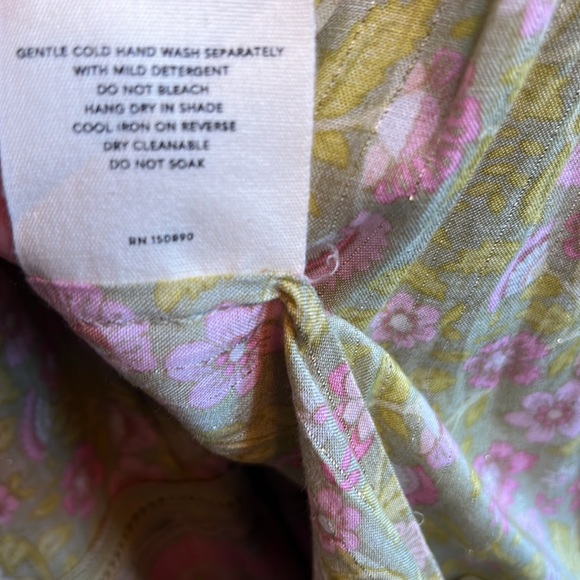 GENTLE COLD HAND WASH SEPARATELY
WITH MILD DETERGENT
DO NOT BLEACH
HANG DRY IN SHADE
COOL IRON ON REVERSE
DRY CLEANABLE
DO NOT SOAK
RN 150890